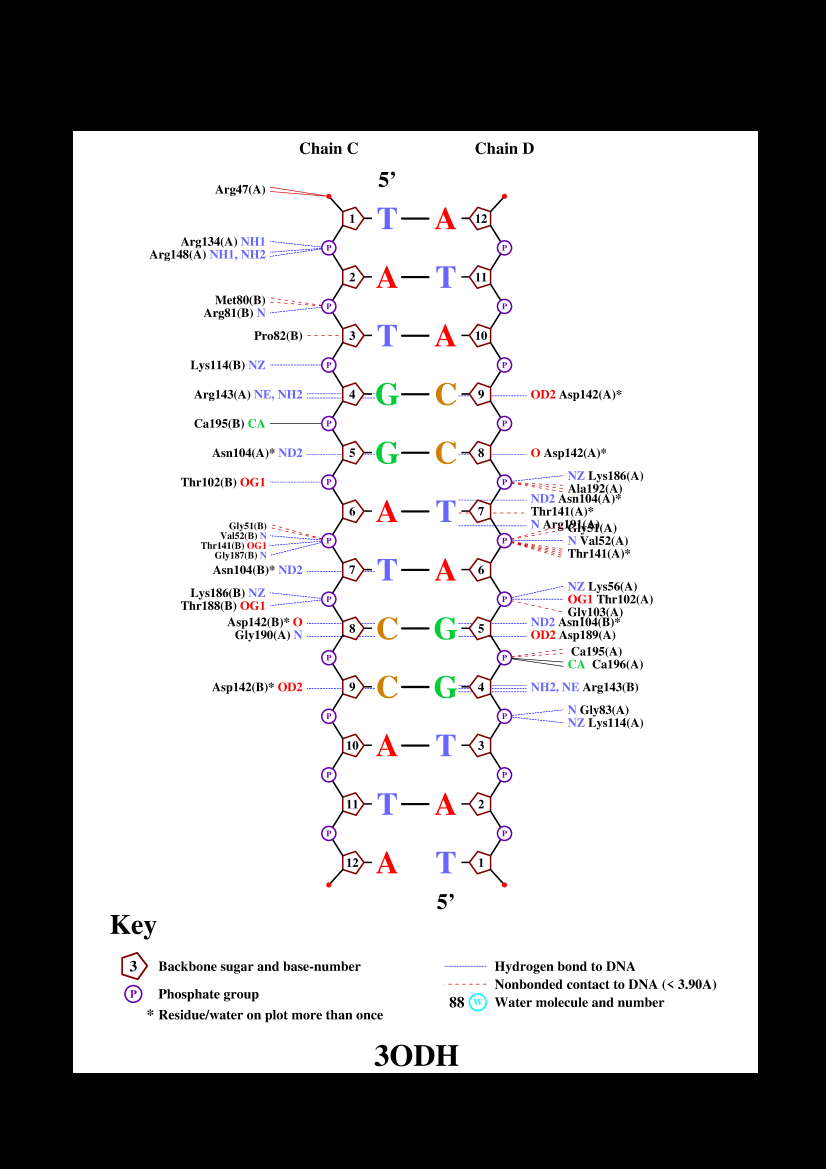 Chain C Chain D
5’
Arg47(A)
1 T A 12
Arg134(A) NH1 P P
Arg148(A) NH1, NH2
2 A T 11
Met80(B) P P
Arg81(B) N
Pro82(B) 3 T A 10
Lys114(B) NZ P P
Arg143(A) NE, NH2 4 G C 9 OD2 Asp142(A)*
Ca195(B) CA P P
Asn104(A)* ND2 5 G C 8 O Asp142(A)*
NZ Lys186(A)
Thr102(B) OG1 P P
Ala192(A)
ND2 Asn104(A)*
6 A T 7 Thr141(A)*
N Arg191(A)
Gly51(B) Gly51(A)
Val52(B) N
P P N Val52(A)
Thr141(B) OG1
Thr141(A)*
Gly187(B) N
Asn104(B)* ND2 7 T A 6
NZ Lys56(A)
Lys186(B) NZ
P P OG1 Thr102(A)
Thr188(B) OG1
Gly103(A)
Asp142(B)* O ND2 Asn104(B)*
8 C G 5
Gly190(A) N OD2 Asp189(A)
Ca195(A)
P P
CA Ca196(A)
Asp142(B)* OD2 9 C G 4 NH2, NE Arg143(B)
N Gly83(A)
P P
NZ Lys114(A)
10 A T 3
P P
11 T A 2
P P
12 A T 1
5’
Key
3 Backbone sugar and base-number
P Phosphate group
* Residue/water on plot more than once
Hydrogen bond to DNA
Nonbonded contact to DNA (< 3.90A)
88 W Water molecule and number
3ODH